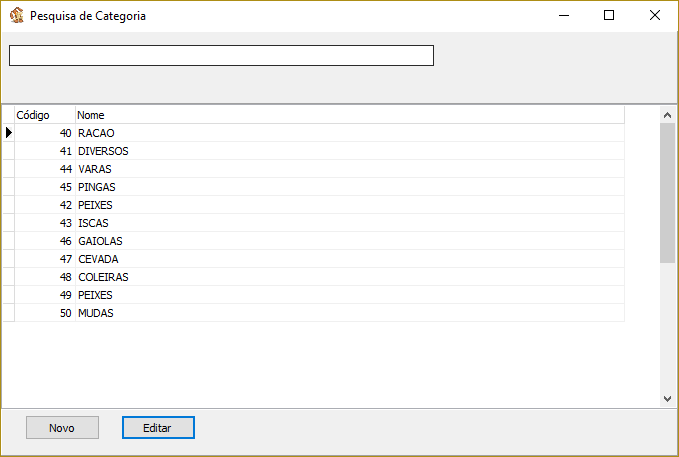 Pesquisa de Categoria
Código Nome
40 RACAO
41 DIVERSOS
44 VARAS
45 PINGAS
42 PEIXES
43 ISCAS
46 GAIOLAS
47 CEVADA
48 COLEIRAS
49 PEIXES
50 MUDAS
Novo Editar